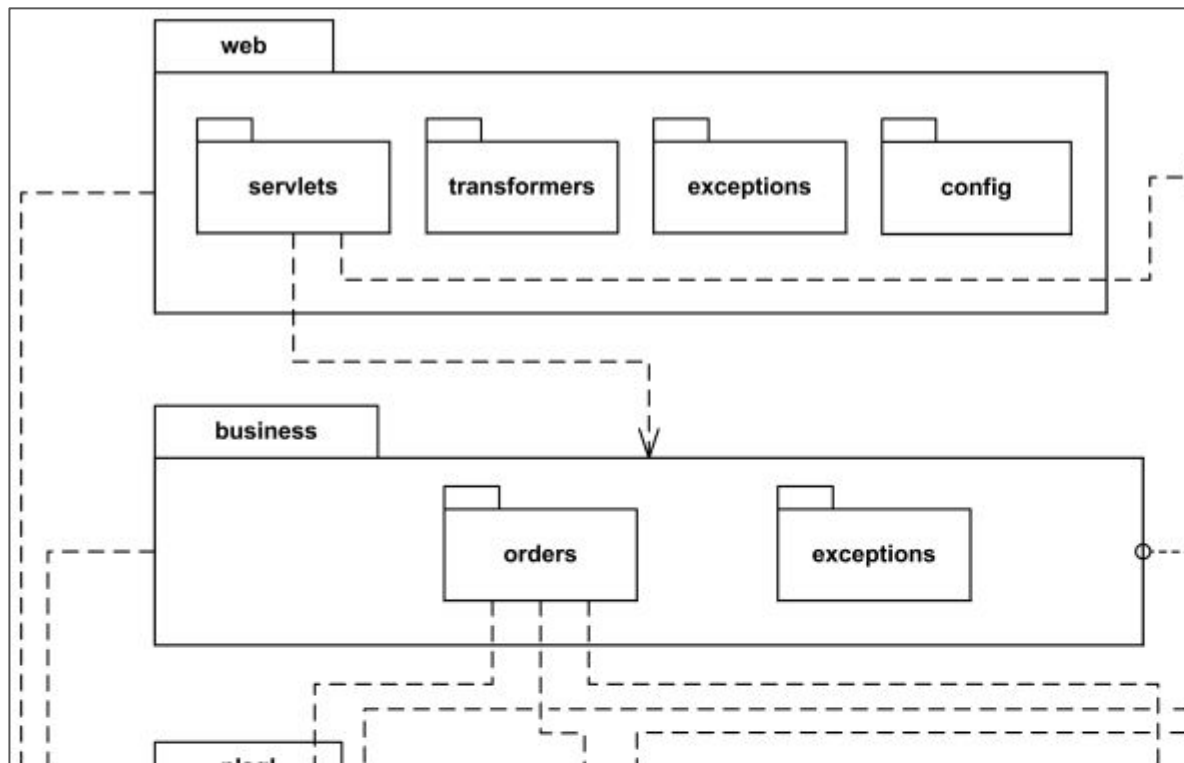 web
servlets
transformers
exceptions
config
business
orders
exceptions